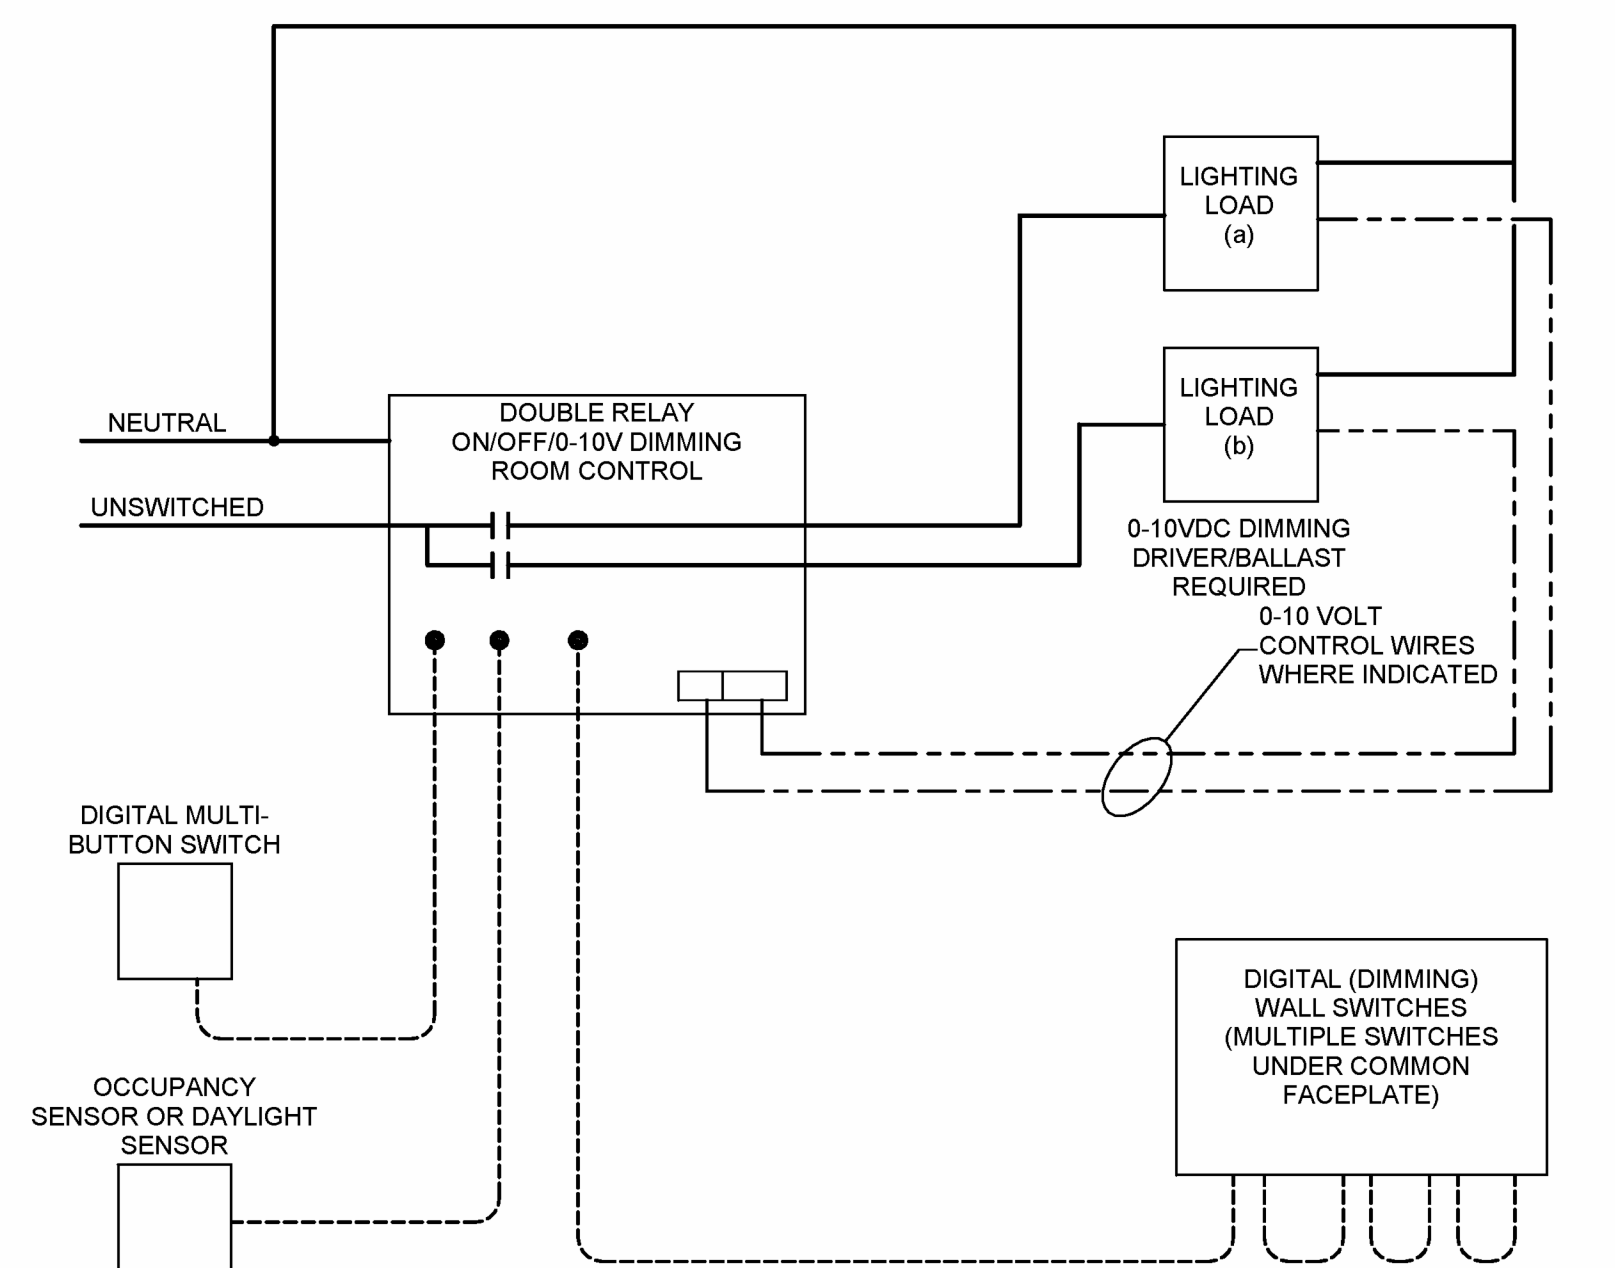 LIGHTING
LOAD
(a)
LIGHTING
LOAD
(b)
NEUTRAL
DOUBLE RELAY
ON/OFF/0-10V DIMMING
ROOM CONTROL
UNSWITCHED
0-10VDC DIMMING
DRIVER/BALLAST
REQUIRED
0-10 VOLT
CONTROL WIRES
WHERE INDICATED
DIGITAL MULTI-
BUTTON SWITCH
DIGITAL (DIMMING)
WALL SWITCHES
(MULTIPLE SWITCHES
UNDER COMMON
FACEPLATE)
OCCUPANCY
SENSOR OR DAYLIGHT
SENSOR